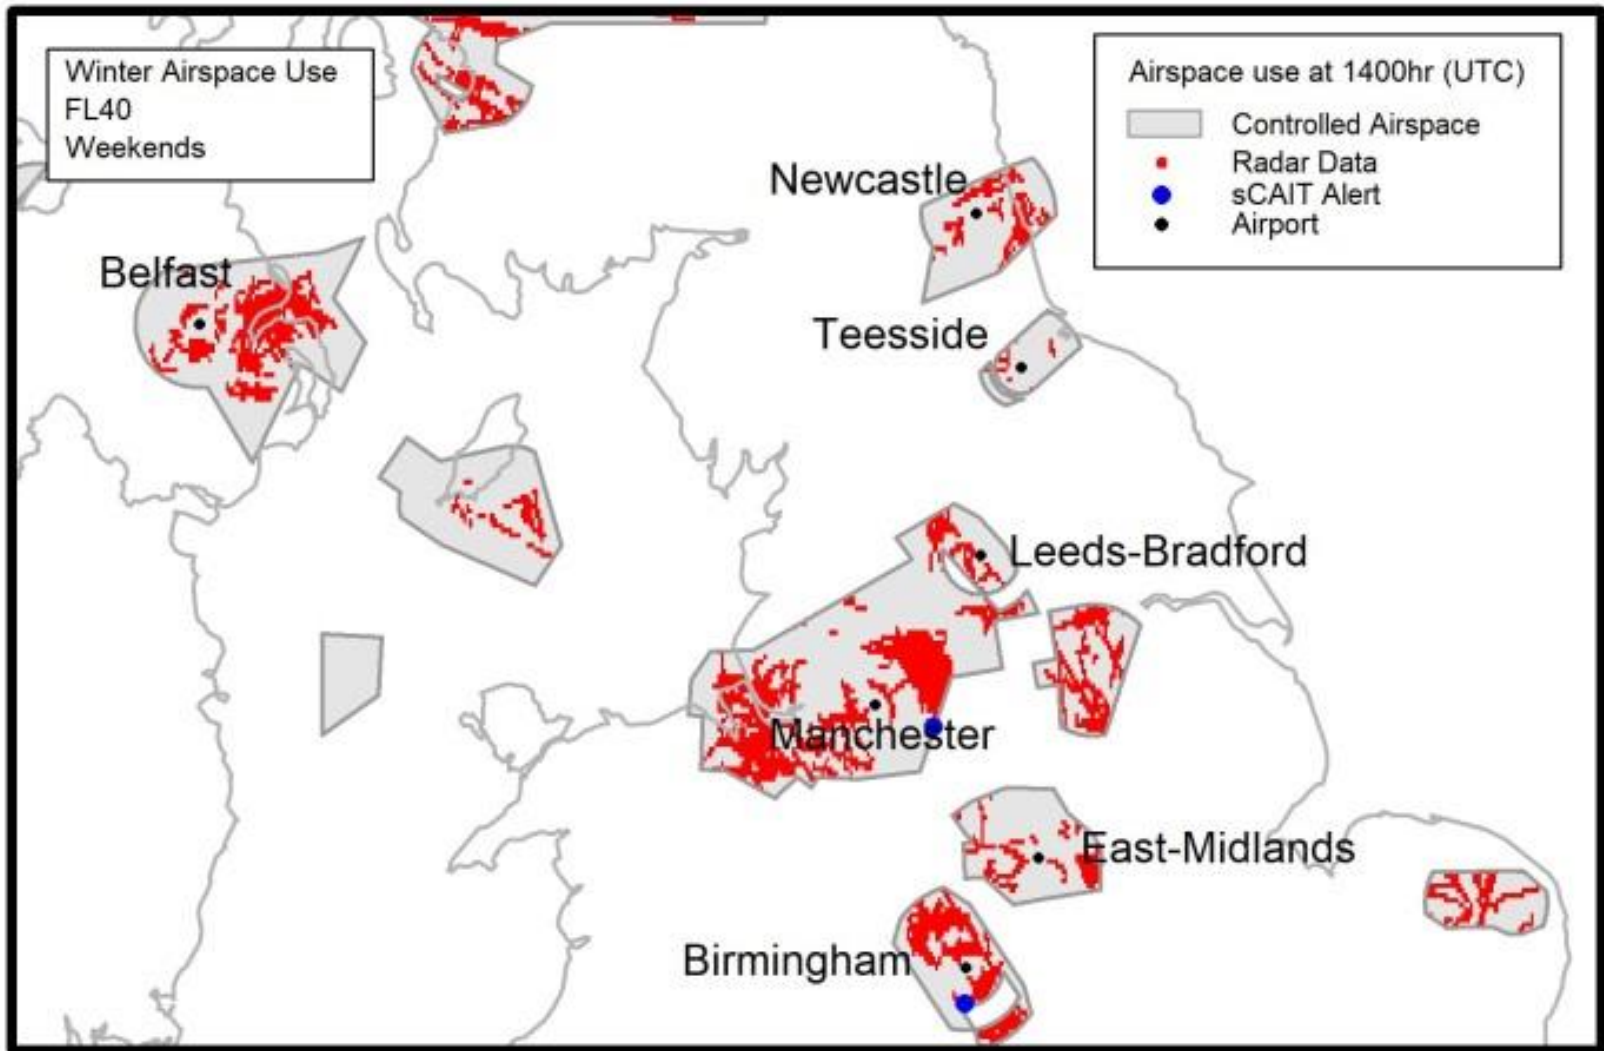 Winter Airspace Use
FL40
Weekends
Airspace use at 1400hr (UTC)
Controlled Airspace
Radar Data
sCAIT Alert
Airport
Newcastle
Belfast
Teesside
Leeds-Bradford
Manchester
East-Midlands
Birmingham